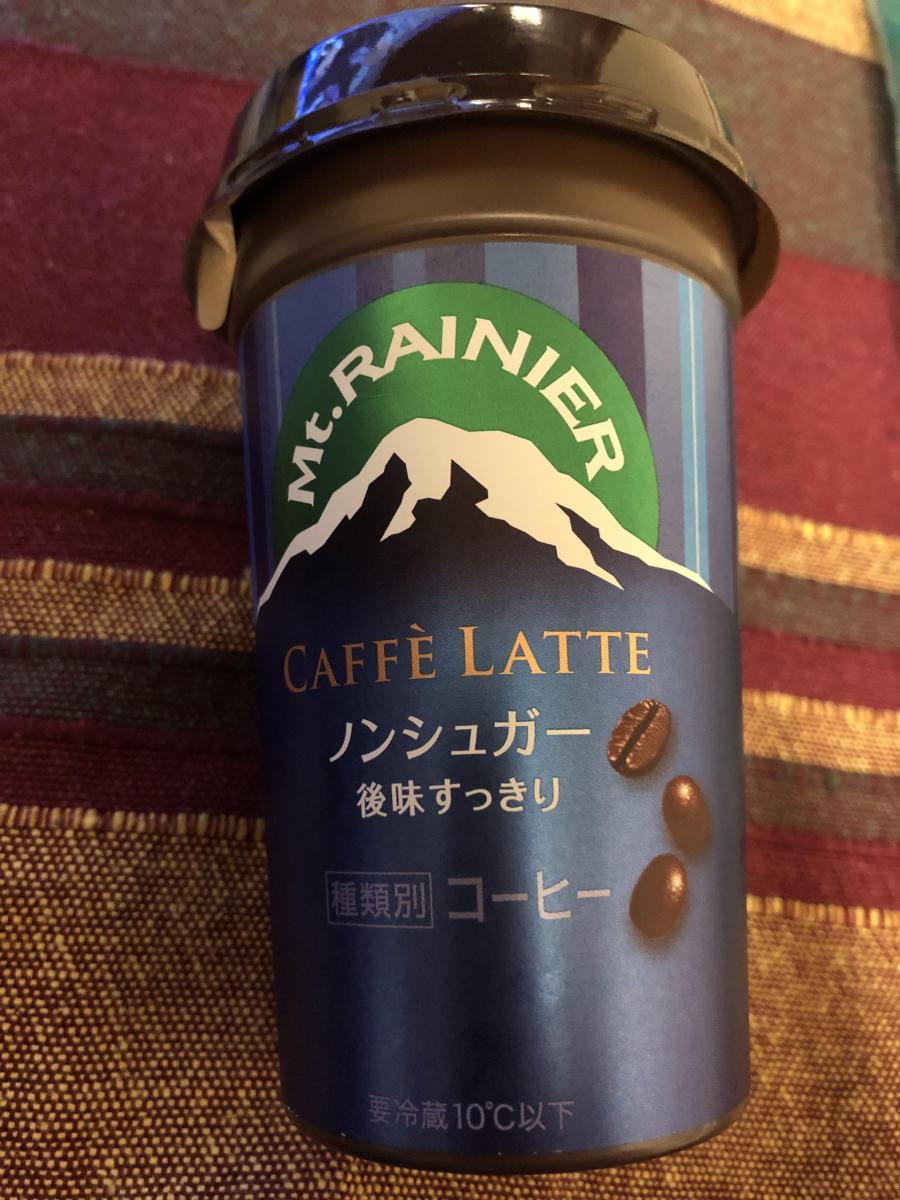 Mt. RAINIER
CAFFÈ LATTE
ノンシュガー
後味すっきり
種類別 コーヒー
要冷蔵10℃以下